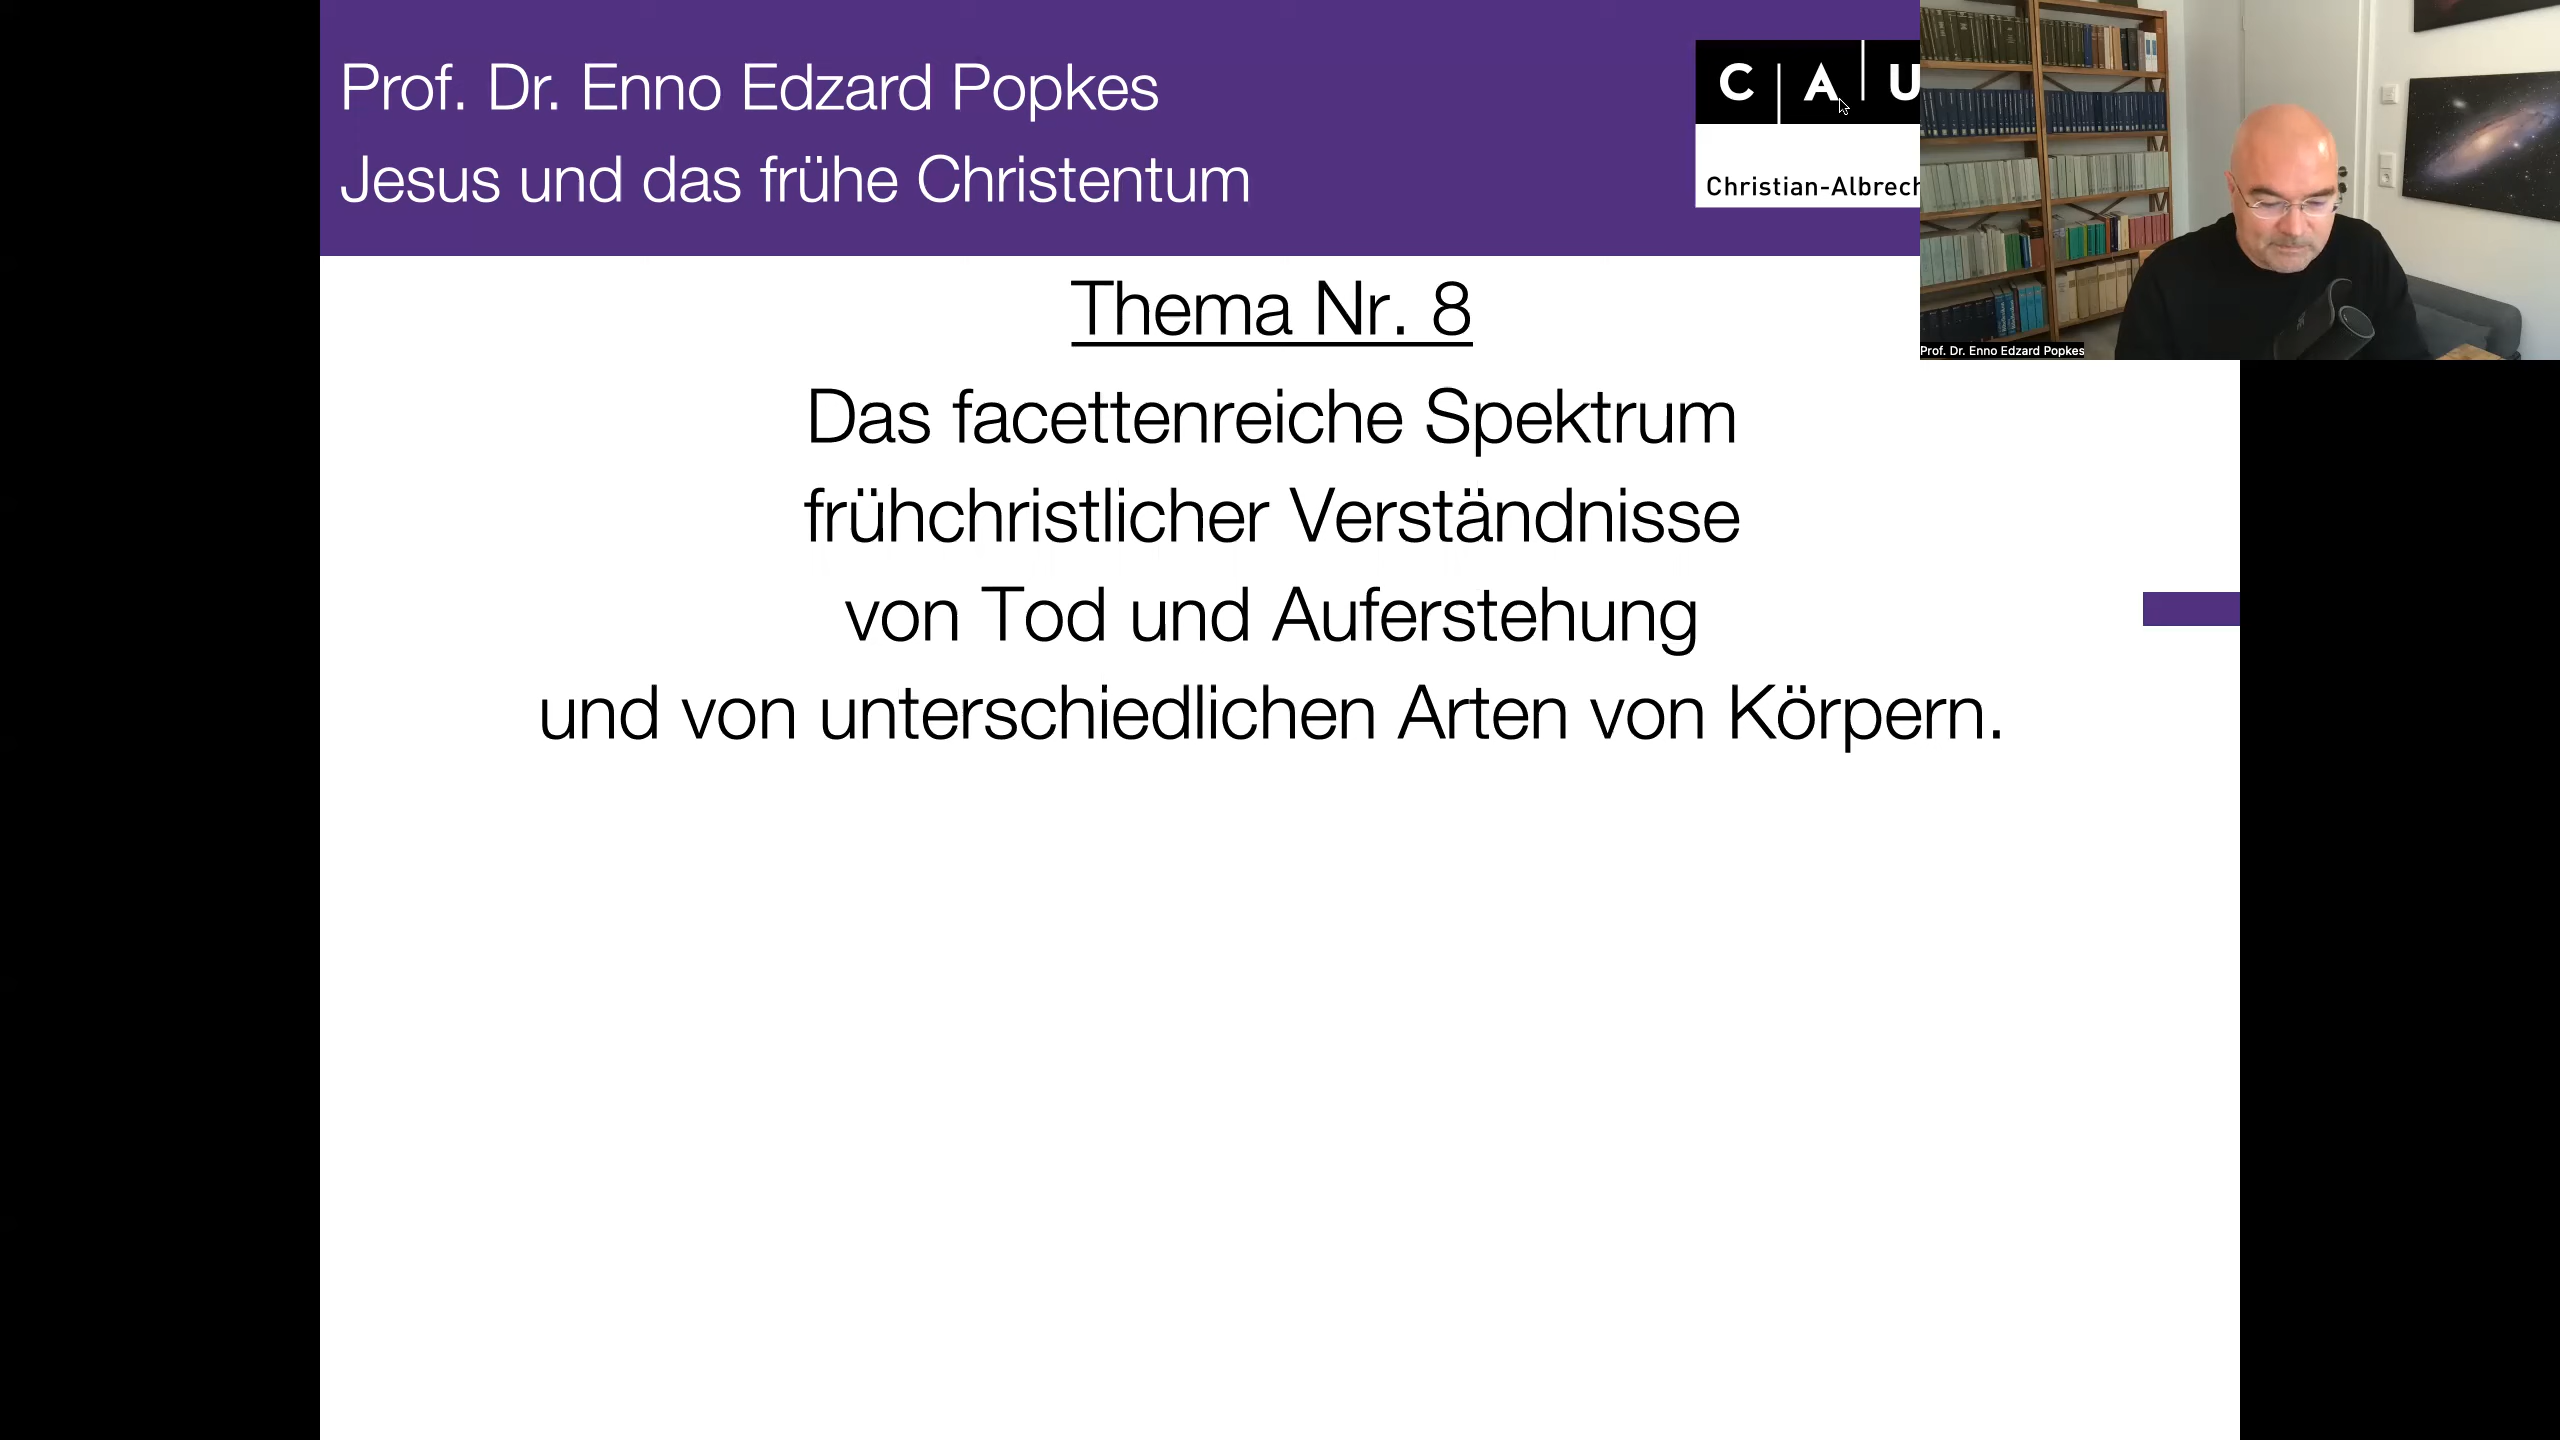 Prof. Dr. Enno Edzard Popkes
Jesus und das frühe Christentum
C A U
Christian-Albrech
Prof. Dr. Enno Edzard Popkes
Thema Nr. 8
Das facettenreiche Spektrum
frühchristlicher Verständnisse
von Tod und Auferstehung
und von unterschiedlichen Arten von Körpern.